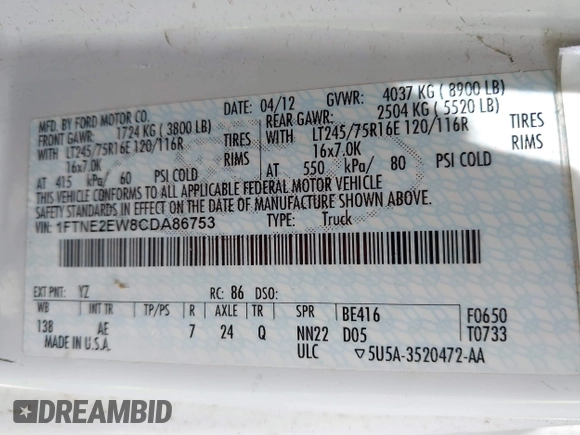 MFD. BY FORD MOTOR CO.
DATE: 04/12 GVWR: 4037 KG ( 8900 LB)
FRONT GAWR: 1724 KG ( 3800 LB) REAR GAWR: 2504 KG ( 5520 LB)
WITH LT245/75R16E 120/116R TIRES WITH LT245/75R16E 120/116R TIRES
16x7.0K RIMS 16x7.0K RIMS
AT 415 kPa/ 60 PSI COLD AT 550 kPa/ 80 PSI COLD
THIS VEHICLE CONFORMS TO ALL APPLICABLE FEDERAL MOTOR VEHICLE
SAFETY STANDARDS IN EFFECT ON THE DATE OF MANUFACTURE SHOWN ABOVE.
VIN: 1FTNE2EW8CDA86753 TYPE: Truck
EXT PNT: YZ RC: 86 DSO:
WB INT TR TP/PS R AXLE TR SPR BE416 F0650
138 AE 7 24 Q NN22 D05 T0733
MADE IN U.S.A. ULC ▽5U5A-3520472-AA
DREAMBID